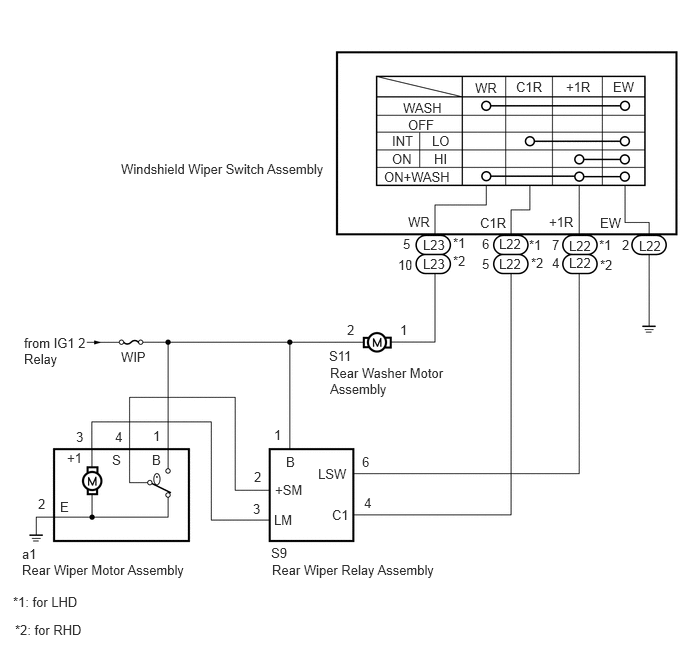 WR C1R +1R EW
WASH
OFF
INT LO
ON HI
ON+WASH
Windshield Wiper Switch Assembly
WR C1R +1R EW
5 L23 *1 6 L22 *1 7 L22 *1 2 L22
10 L23 *2 5 L22 *2 4 L22 *2
from IG1 2
Relay
WIP
2 M 1
S11
Rear Washer Motor
Assembly
3 4 1
+1 S B
M
2 E
a1
Rear Wiper Motor Assembly
1
B
2 +SM
3 LM
LSW 6
C1 4
S9
Rear Wiper Relay Assembly
*1: for LHD
*2: for RHD